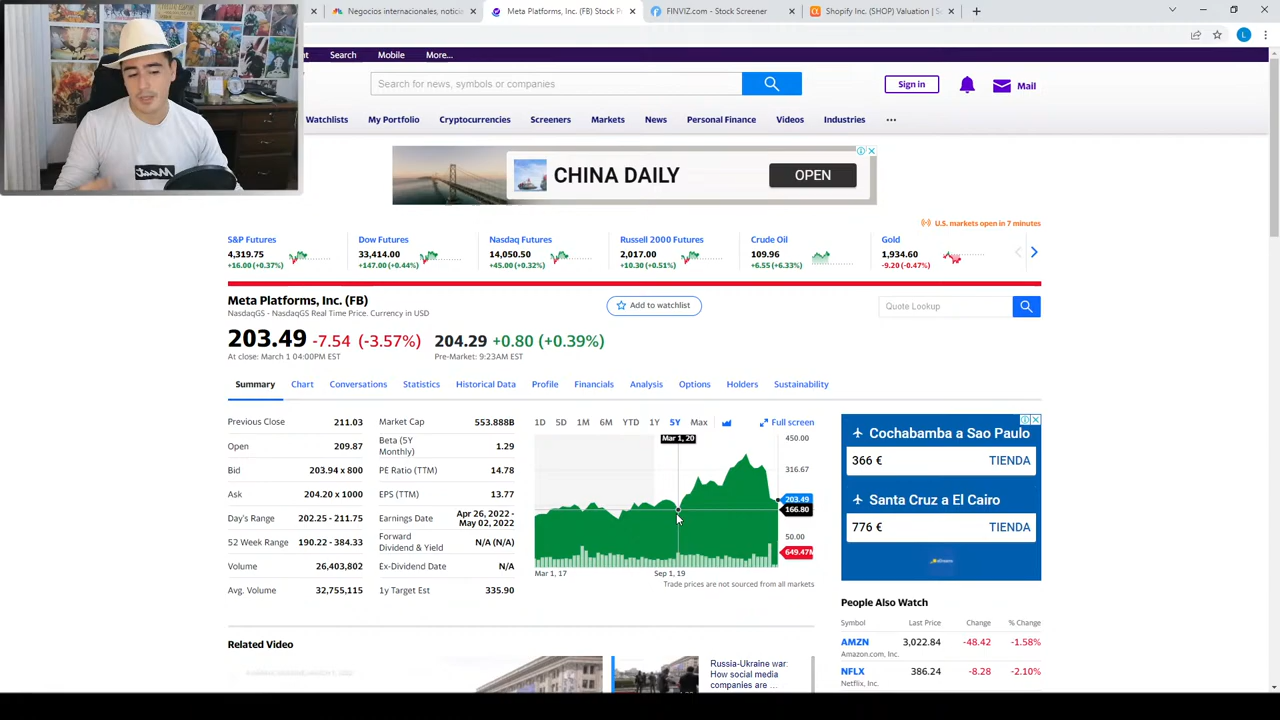 Negocios internacionales, notici
Meta Platforms, Inc. (FB) Stock Pr
FINVIZ.com - Stock Screener
Shopify Inc. (SHOP) Valuation | S
L
Search
Mobile
More...
Search for news, symbols or companies
Sign in
Mail
Watchlists
My Portfolio
Cryptocurrencies
Screeners
Markets
News
Personal Finance
Videos
Industries
CHINA DAILY
OPEN
U.S. markets open in 7 minutes
S&P Futures
4,319.75
+16.00 (+0.37%)
Dow Futures
33,414.00
+147.00 (+0.44%)
Nasdaq Futures
14,050.50
+45.00 (+0.32%)
Russell 2000 Futures
2,017.00
+10.30 (+0.51%)
Crude Oil
109.96
+6.55 (+6.33%)
Gold
1,934.60
-9.20 (-0.47%)
Meta Platforms, Inc. (FB)
NasdaqGS - NasdaqGS Real Time Price. Currency in USD
Add to watchlist
Quote Lookup
203.49 -7.54 (-3.57%)
At close: March 1 04:00PM EST
204.29 +0.80 (+0.39%)
Pre-Market: 9:23AM EST
Summary
Chart
Conversations
Statistics
Historical Data
Profile
Financials
Analysis
Options
Holders
Sustainability
Previous Close 211.03
Open 209.87
Bid 203.94 x 800
Ask 204.20 x 1000
Day's Range 202.25 - 211.75
52 Week Range 190.22 - 384.33
Volume 26,403,802
Avg. Volume 32,755,115
Market Cap 553.888B
Beta (5Y
Monthly) 1.29
PE Ratio (TTM) 14.78
EPS (TTM) 13.77
Earnings Date Apr 26, 2022 -
May 02, 2022
Forward
Dividend & Yield N/A (N/A)
Ex-Dividend Date N/A
1y Target Est 335.90
1D 5D 1M 6M YTD 1Y 5Y Max
Full screen
Mar 1, 20
450.00
316.67
203.49
166.80
50.00
649.47M
Mar 1, 17
Sep 1, 19
Trade prices are not sourced from all markets
Cochabamba a Sao Paulo
366 € TIENDA
Santa Cruz a El Cairo
776 € TIENDA
People Also Watch
Symbol Last Price Change % Change
AMZN 3,022.84 -48.42 -1.58%
Amazon.com, Inc.
NFLX 386.24 -8.28 -2.10%
Netflix, Inc.
Related Video
Russia-Ukraine war:
How social media
companies are ...